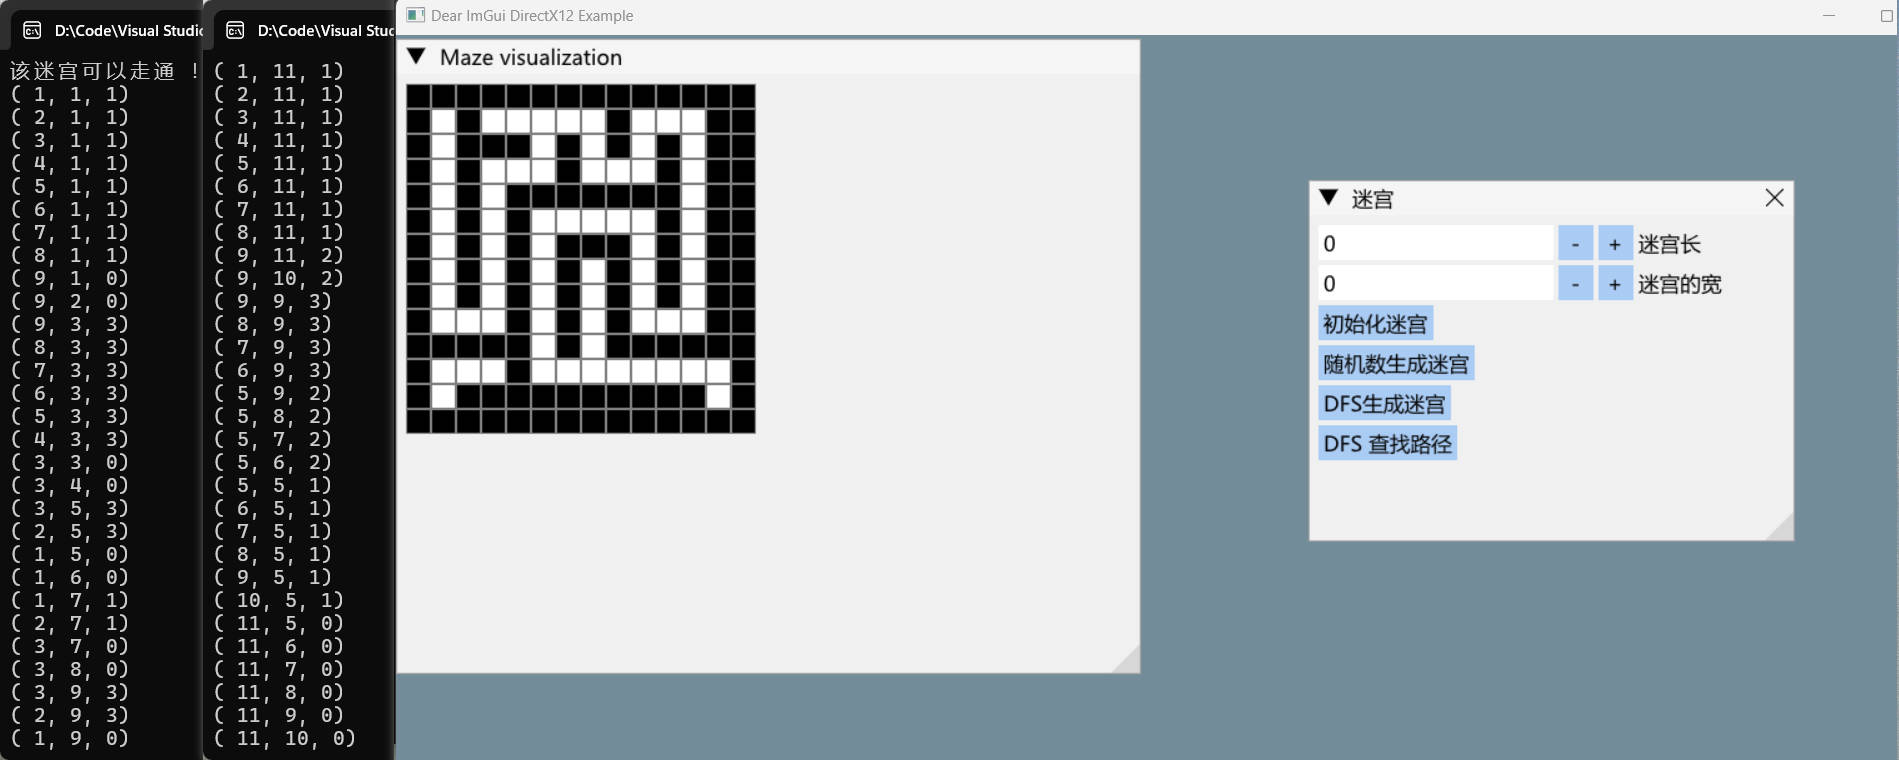 D:\Code\Visual Studio
该迷宫可以走通 !
( 1, 1, 1)
( 2, 1, 1)
( 3, 1, 1)
( 4, 1, 1)
( 5, 1, 1)
( 6, 1, 1)
( 7, 1, 1)
( 8, 1, 1)
( 9, 1, 0)
( 9, 2, 0)
( 9, 3, 3)
( 8, 3, 3)
( 7, 3, 3)
( 6, 3, 3)
( 5, 3, 3)
( 4, 3, 3)
( 3, 3, 0)
( 3, 4, 0)
( 3, 5, 3)
( 2, 5, 3)
( 1, 5, 0)
( 1, 6, 0)
( 1, 7, 1)
( 2, 7, 1)
( 3, 7, 0)
( 3, 8, 0)
( 3, 9, 3)
( 2, 9, 3)
( 1, 9, 0)
D:\Code\Visual Stuc
( 1, 11, 1)
( 2, 11, 1)
( 3, 11, 1)
( 4, 11, 1)
( 5, 11, 1)
( 6, 11, 1)
( 7, 11, 1)
( 8, 11, 1)
( 9, 11, 2)
( 9, 10, 2)
( 9, 9, 3)
( 8, 9, 3)
( 7, 9, 3)
( 6, 9, 3)
( 5, 9, 2)
( 5, 8, 2)
( 5, 7, 2)
( 5, 6, 2)
( 5, 5, 1)
( 6, 5, 1)
( 7, 5, 1)
( 8, 5, 1)
( 9, 5, 1)
( 10, 5, 1)
( 11, 5, 0)
( 11, 6, 0)
( 11, 7, 0)
( 11, 8, 0)
( 11, 9, 0)
( 11, 10, 0)
Dear ImGui DirectX12 Example
Maze visualization
迷宫
0 - + 迷宫长
0 - + 迷宫的宽
初始化迷宫
随机数生成迷宫
DFS生成迷宫
DFS 查找路径